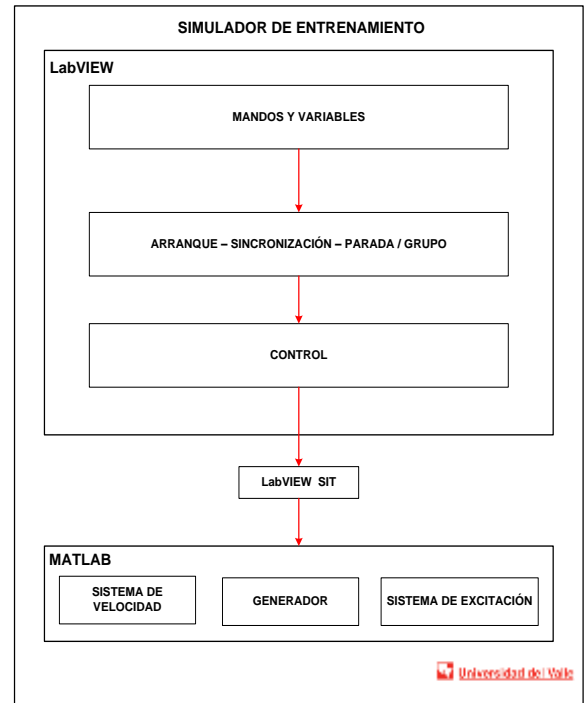 SIMULADOR DE ENTRENAMIENTO
LabVIEW
MANDOS Y VARIABLES
ARRANQUE – SINCRONIZACIÓN – PARADA / GRUPO
CONTROL
LabVIEW SIT
MATLAB
SISTEMA DE
VELOCIDAD
GENERADOR
SISTEMA DE EXCITACIÓN
Universidad del Valle